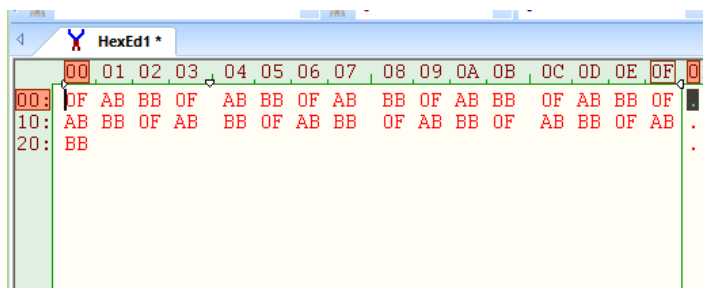 HexEd1 *
00 01 02 03 04 05 06 07 08 09 0A 0B 0C 0D 0E 0F 0
00: 0F AB BB 0F AB BB 0F AB BB 0F AB BB 0F AB BB 0F .
10: AB BB 0F AB BB 0F AB BB 0F AB BB 0F AB BB 0F AB .
20: BB .